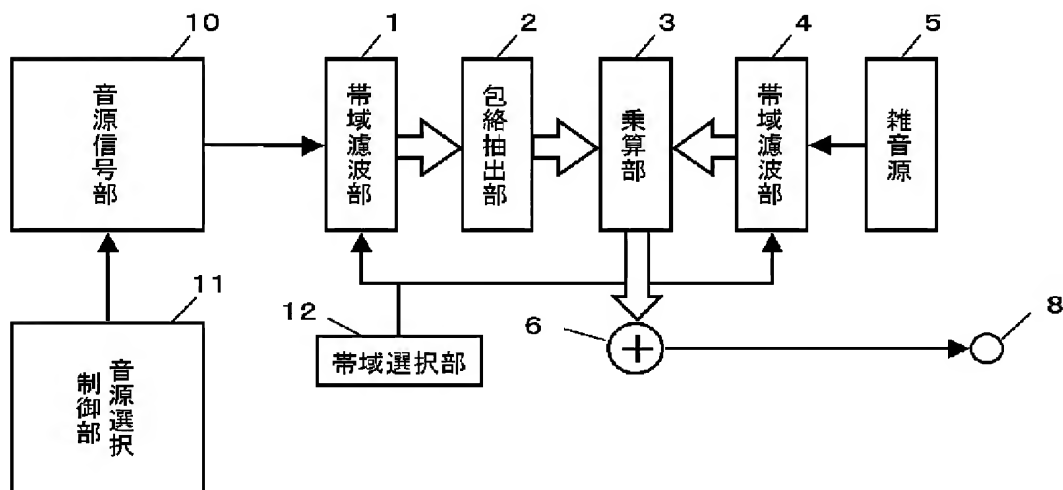 10
1
2
3
4
5
音源信号部
帯域濾波部
包絡抽出部
乗算部
帯域濾波部
雑音源
11
12
6
8
音源選択
制御部
帯域選択部
+